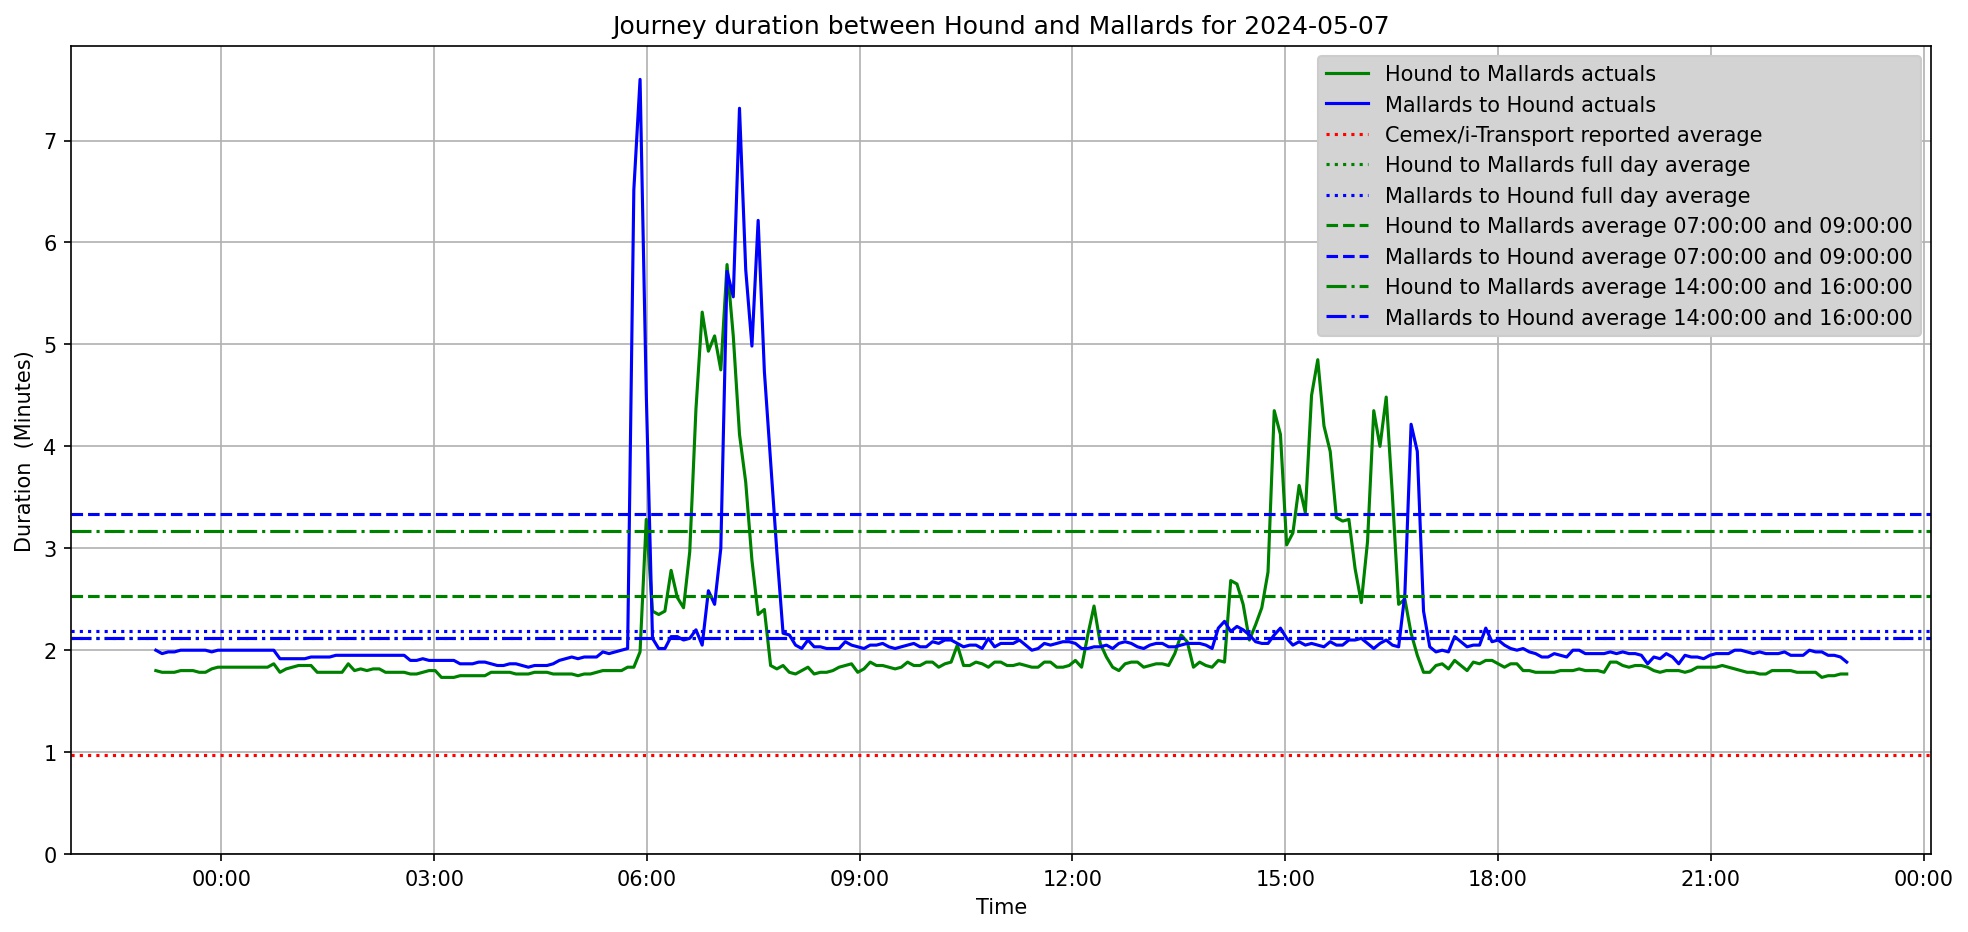 Journey duration between Hound and Mallards for 2024-05-07
Hound to Mallards actuals
Mallards to Hound actuals
Cemex/i-Transport reported average
Hound to Mallards full day average
Mallards to Hound full day average
Hound to Mallards average 07:00:00 and 09:00:00
Mallards to Hound average 07:00:00 and 09:00:00
Hound to Mallards average 14:00:00 and 16:00:00
Mallards to Hound average 14:00:00 and 16:00:00
Duration  (Minutes)
7
6
5
4
3
2
1
0
00:00 03:00 06:00 09:00 12:00 15:00 18:00 21:00 00:00
Time